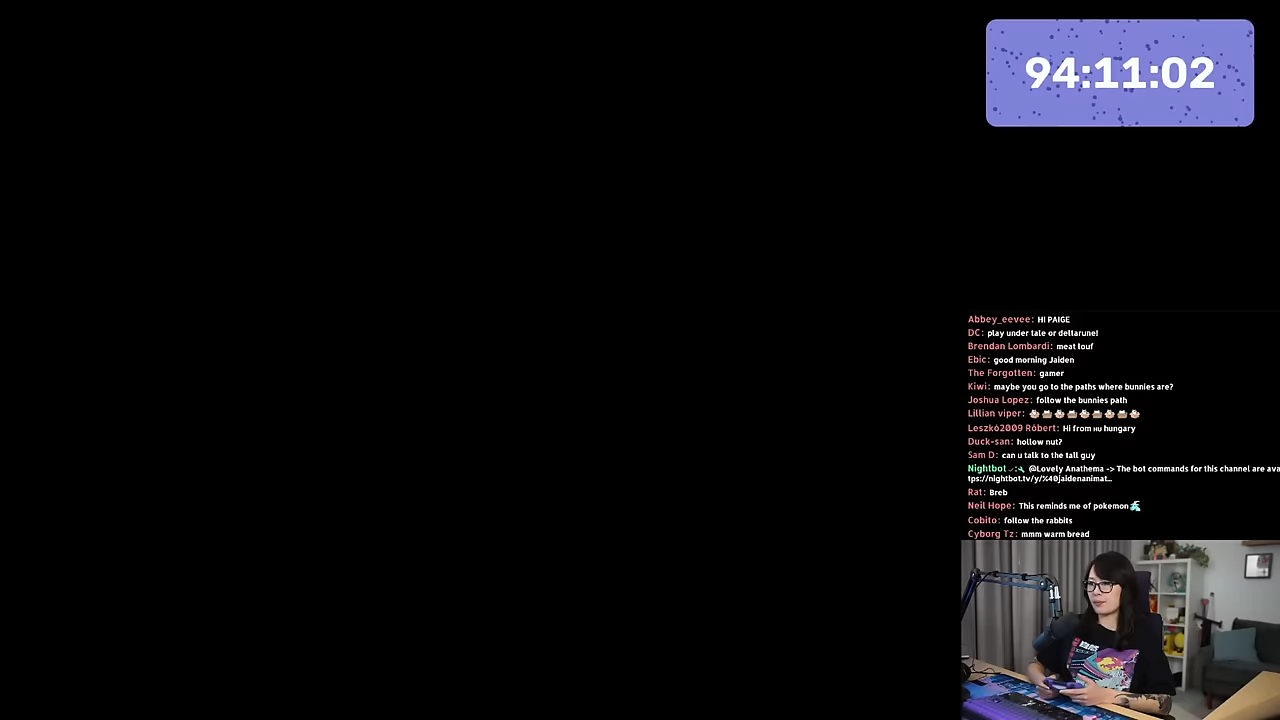 94:11:02
Abbey_eevee: HI PAIGE
DC: play under tale or deltarune!
Brendan Lombardi: meat louf
Ebic: good morning Jaiden
The Forgotten: gamer
Kiwi: maybe you go to the paths where bunnies are?
Joshua Lopez: follow the bunnies path
Lillian viper:
Leszkó2009 Róbert: Hi from HU hungary
Duck-san: hollow nut?
Sam D: can u talk to the tall guy
Nightbot: @Lovely Anathema -> The bot commands for this channel are ava
tps://nightbot.tv/y/%40jaidenanimat...
Rat: Breb
Neil Hope: This reminds me of pokemon
Cobito: follow the rabbits
Cyborg Tz: mmm warm bread